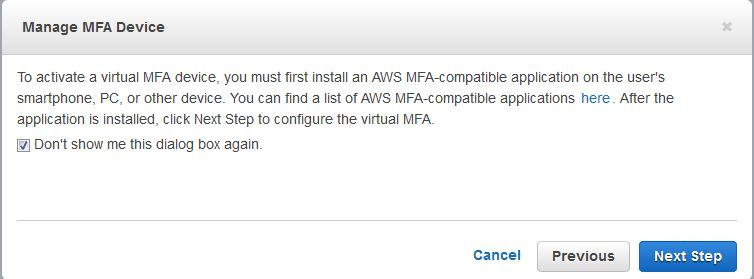 Manage MFA Device
To activate a virtual MFA device, you must first install an AWS MFA-compatible application on the user's
smartphone, PC, or other device. You can find a list of AWS MFA-compatible applications here. After the
application is installed, click Next Step to configure the virtual MFA.
Don't show me this dialog box again.
Cancel Previous Next Step